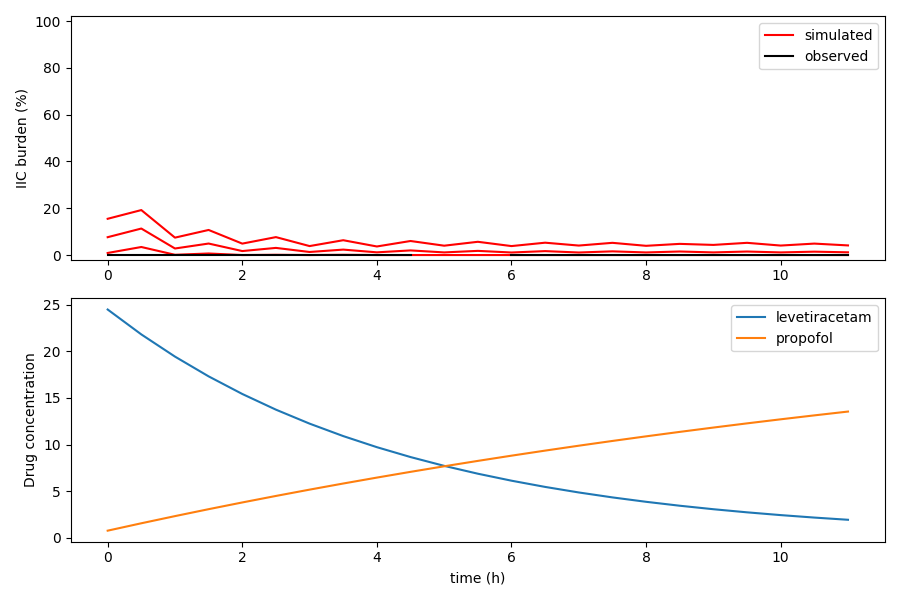 100
80
60
40
20
0
IIC burden (%)
simulated
observed
0 2 4 6 8 10
25
20
15
10
5
0
Drug concentration
levetiracetam
propofol
0 2 4 6 8 10
time (h)